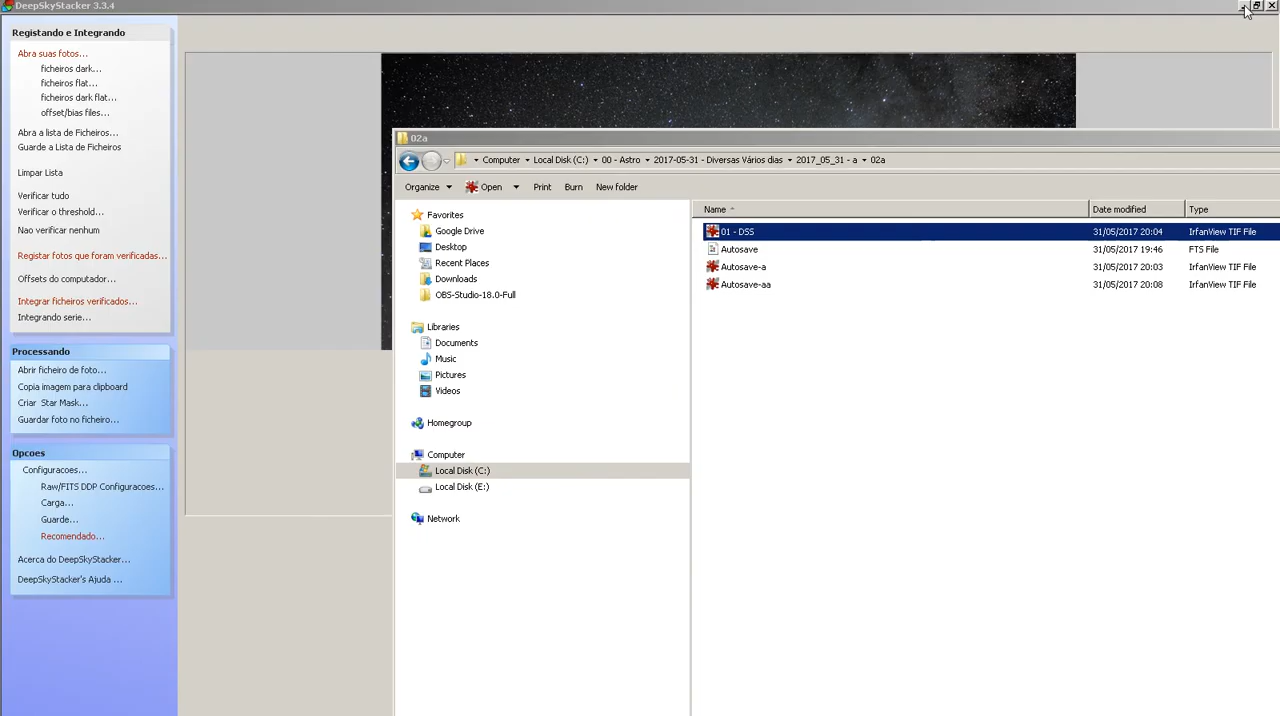 DeepSkyStacker 3.3.4
Registando e Integrando
Abra suas fotos...
ficheiros dark...
ficheiros flat...
ficheiros dark flat...
offset/bias files...
Abra a lista de Ficheiros...
Guarde a Lista de Ficheiros
Limpar Lista
Verificar tudo
Verificar o threshold...
Nao verificar nenhum
Registar fotos que foram verificadas...
Offsets do computador...
Integrar ficheiros verificados...
Integrando serie...
Processando
Abrir ficheiro de foto...
Copia imagem para clipboard
Criar Star Mask...
Guardar foto no ficheiro...
Opcoes
Configuracoes...
Raw/FITS DDP Configuracoes...
Carga...
Guarde...
Recomendado...
Acerca do DeepSkyStacker...
DeepSkyStacker's Ajuda ...
02a
Computer Local Disk (C:) 00 - Astro 2017-05-31 - Diversas Vários dias 2017_05_31 - a 02a
Organize Open Print Burn New folder
Favorites
Google Drive
Desktop
Recent Places
Downloads
OBS-Studio-18.0-Full
Libraries
Documents
Music
Pictures
Videos
Homegroup
Computer
Local Disk (C:)
Local Disk (E:)
Network
Name Date modified Type
01 - DSS 31/05/2017 20:04 IrfanView TIF File
Autosave 31/05/2017 19:46 FTS File
Autosave-a 31/05/2017 20:03 IrfanView TIF File
Autosave-aa 31/05/2017 20:08 IrfanView TIF File